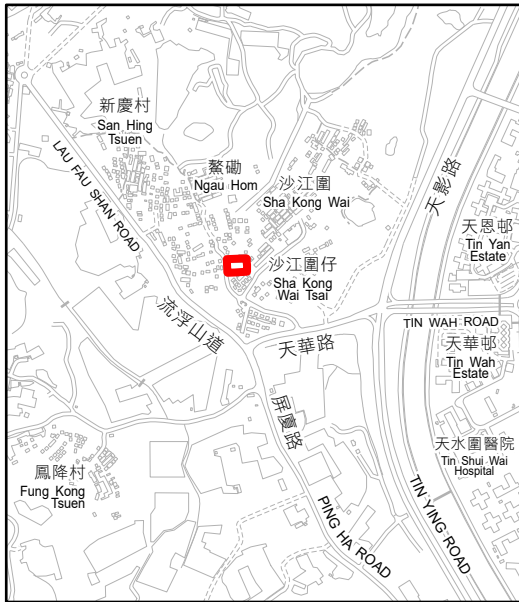 新慶村
San Hing
Tsuen
LAU FAU SHAN ROAD
鰲磡
Ngau Hom
沙江圍
Sha Kong Wai
天影路
天恩邨
Tin Yan
Estate
沙江圍仔
Sha Kong
Wai Tsai
流浮山道
天華路
TIN WAH ROAD
天華邨
Tin Wah
Estate
屏廈路
天水圍醫院
Tin Shui Wai
Hospital
鳳降村
Fung Kong
Tsuen
PING HA ROAD
TIN YING ROAD